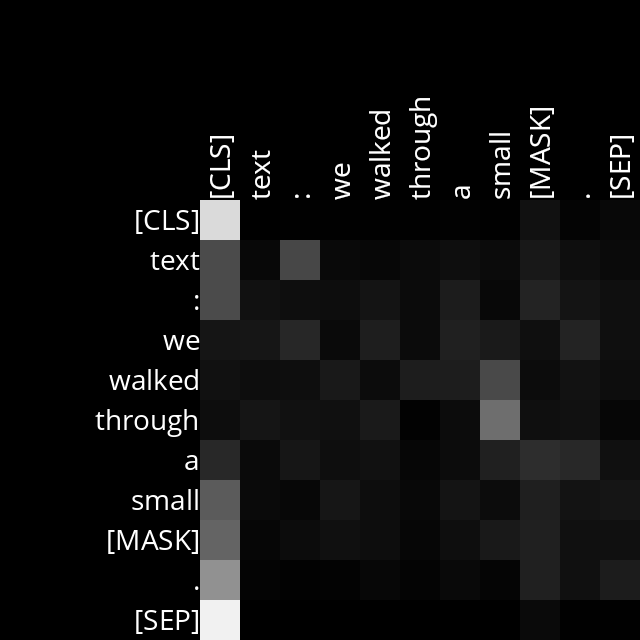 [CLS] text : we walked through a small [MASK] . [SEP]
[CLS]
text
:
we
walked
through
a
small
[MASK]
.
[SEP]